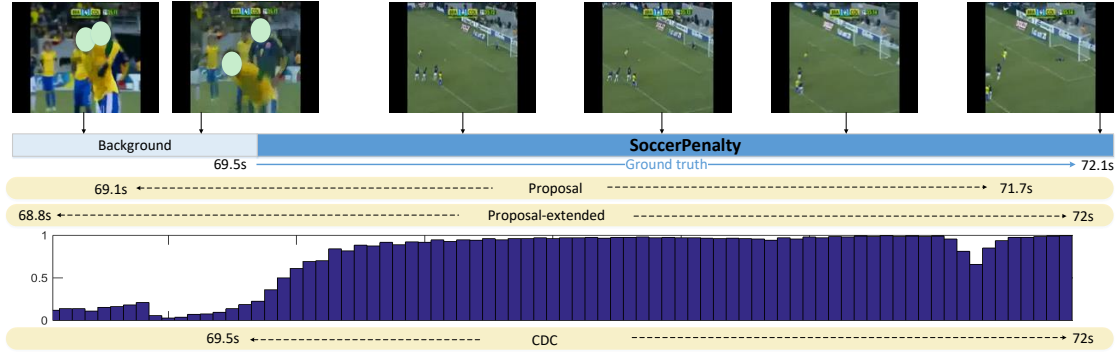 Background
SoccerPenalty
69.5s
Ground truth
72.1s
69.1s
Proposal
71.7s
68.8s
Proposal-extended
72s
1
0.5
0
69.5s
CDC
72s